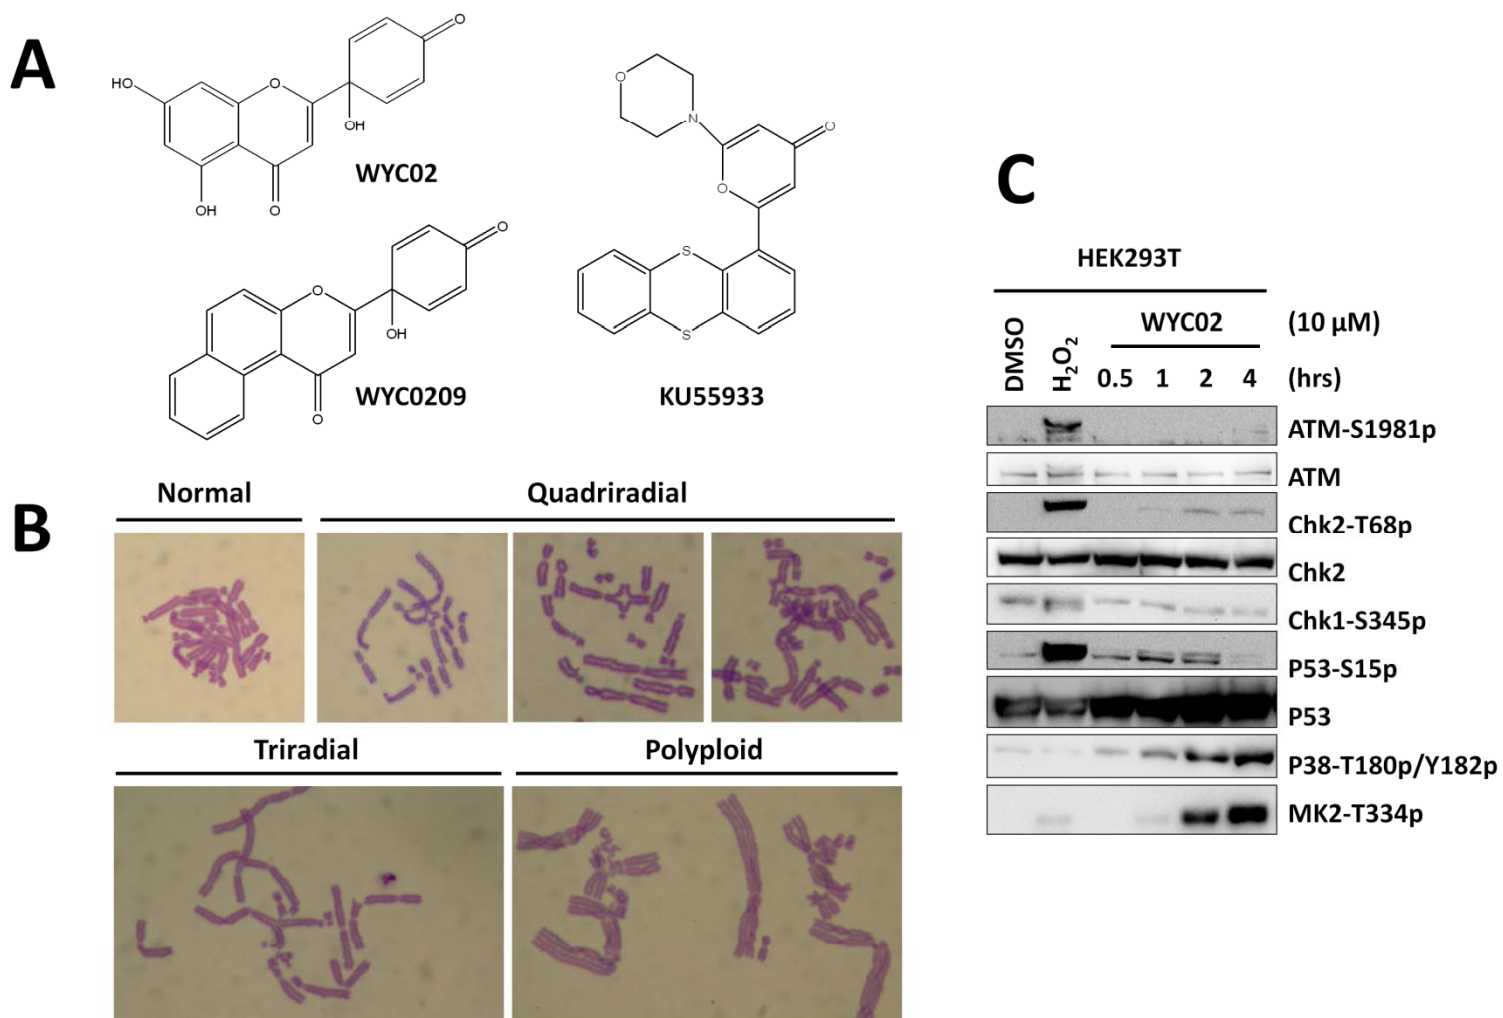 A
O
O
HO
O
OH
OH
O
WYC02
O
N
O
O
O
O
OH
O
WYC0209
S
S
KU55933
B
Normal
Quadriradial
Triradial
Polyploid
C
HEK293T
DMSO
H₂O₂
WYC02
(10 µM)
0.5 1 2 4 (hrs)
ATM-S1981p
ATM
Chk2-T68p
Chk2
Chk1-S345p
P53-S15p
P53
P38-T180p/Y182p
MK2-T334p